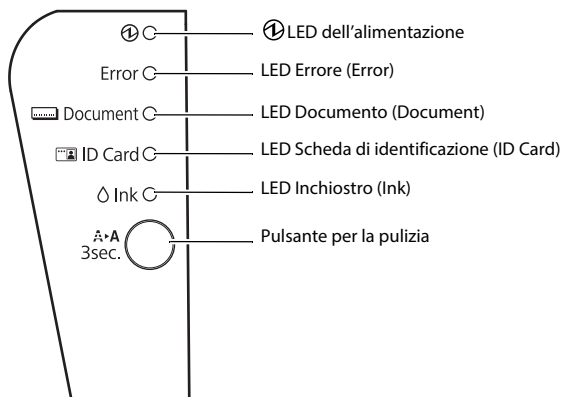 LED dell'alimentazione
Error LED Errore (Error)
Document LED Documento (Document)
ID Card LED Scheda di identificazione (ID Card)
Ink LED Inchiostro (Ink)
A▸A Pulsante per la pulizia
3sec.